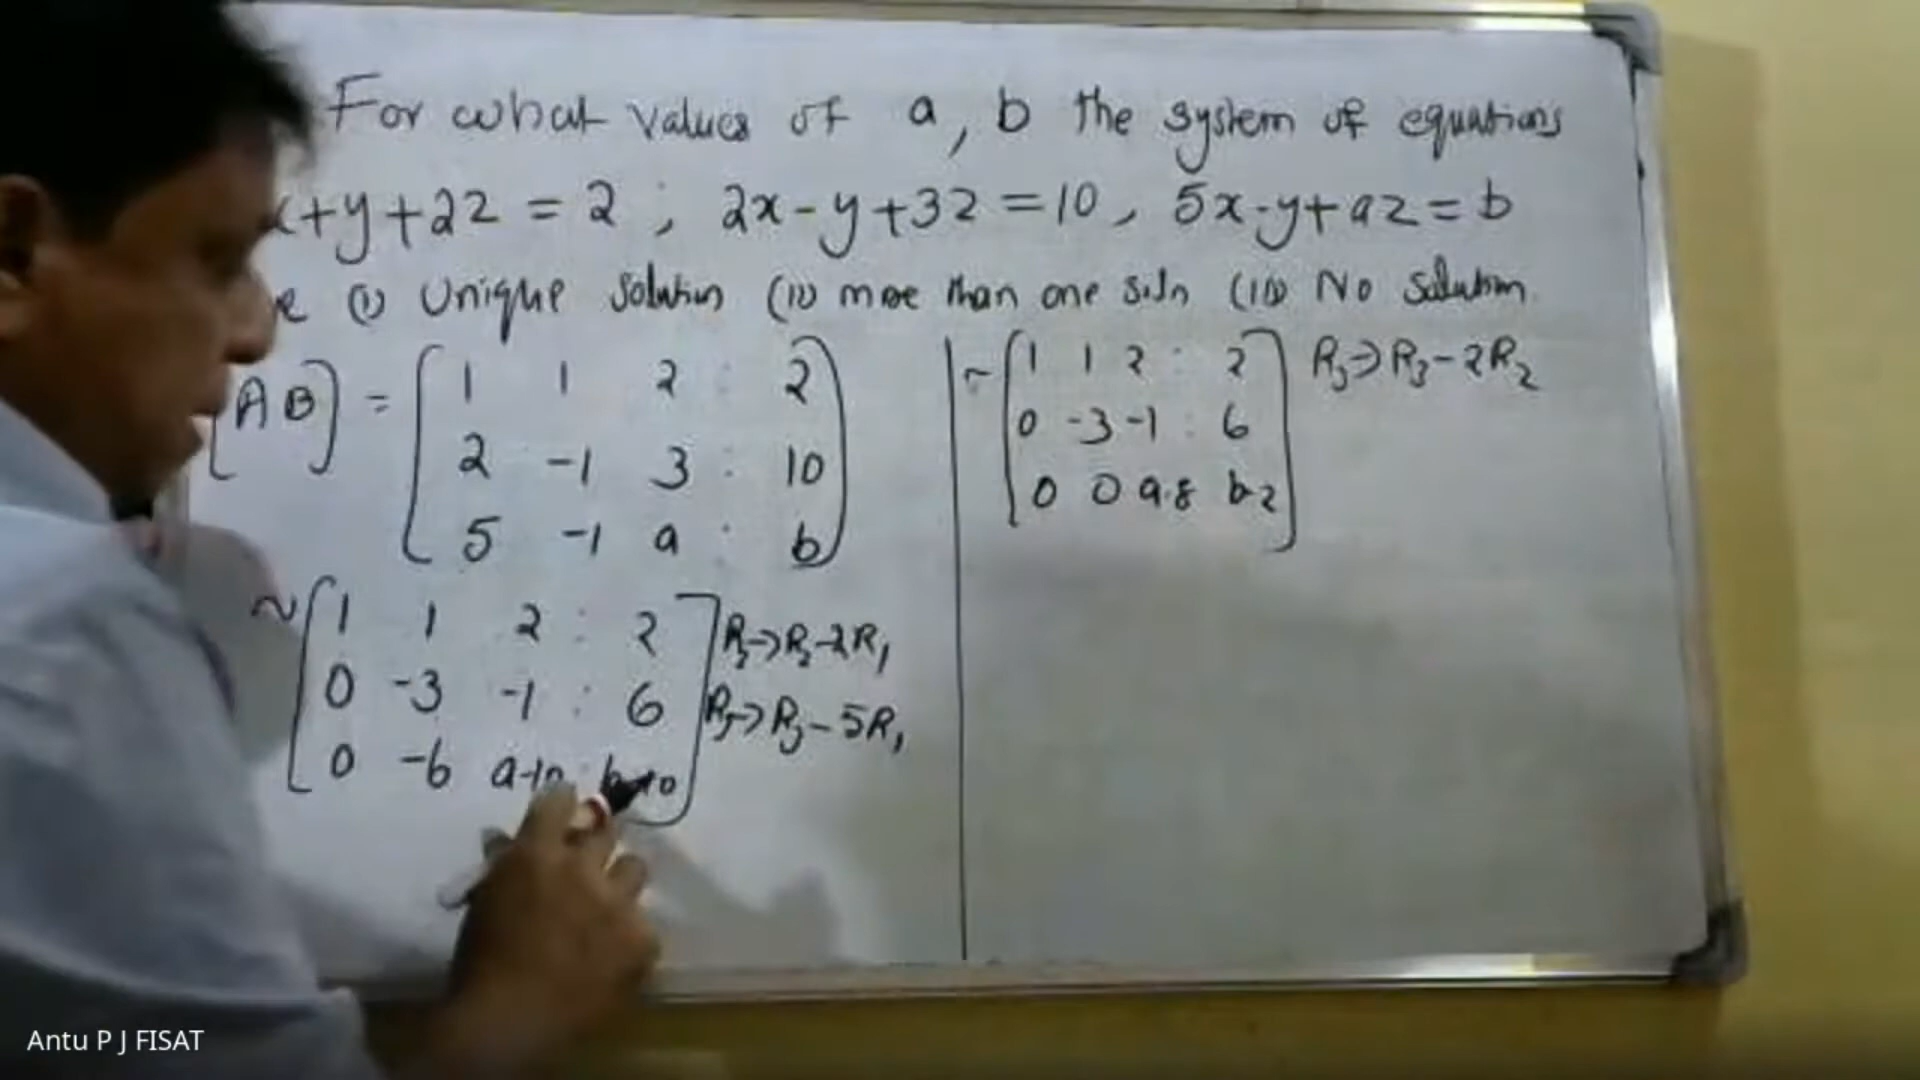 For what values of a, b the system of equations
x+y+2z = 2 ; 2x-y+3z = 10, 5x-y+az = b
(i) Unique solution (ii) more than one soln (iii) No solution
[A B] = [ 1 1 2 : 2
2 -1 3 : 10
5 -1 a : b ]
~ [ 1 1 2 : 2
0 -3 -1 : 6
0 -6 a-10 : b-10 ]
R2→R2-2R1
R3→R3-5R1
~ [ 1 1 2 : 2 ] R3→R3-2R2
0 -3 -1 : 6
0 0 a-8 b-2 ]
Antu P J FISAT